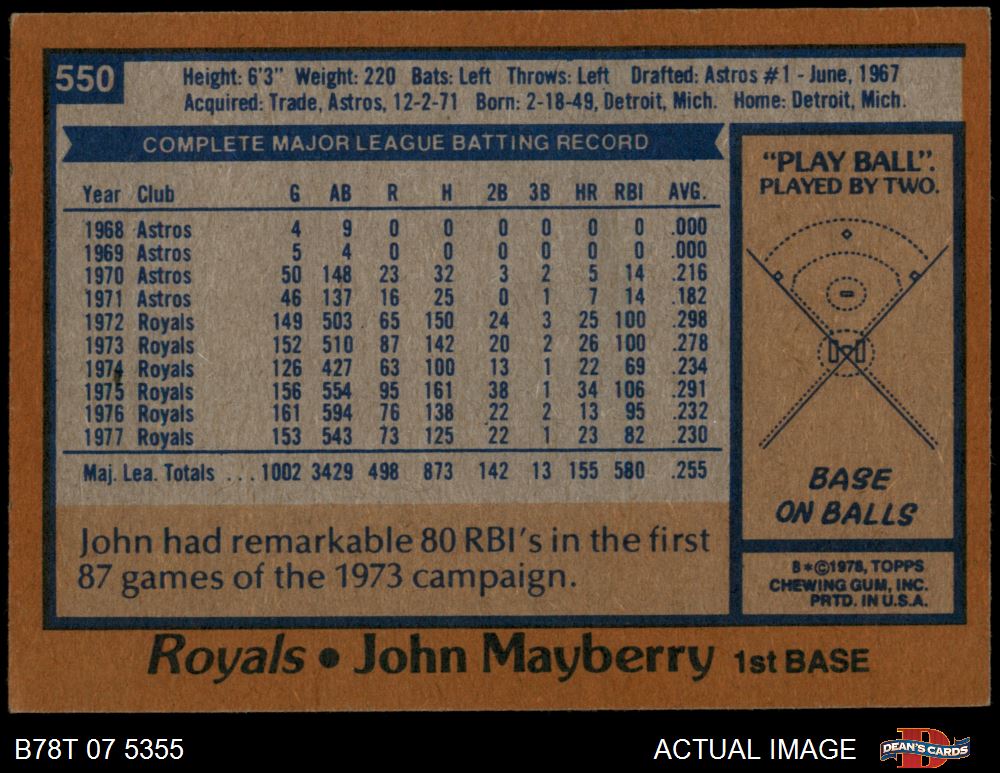 550
Height: 6'3" Weight: 220 Bats: Left Throws: Left Drafted: Astros #1 - June, 1967
Acquired: Trade, Astros, 12-2-71 Born: 2-18-49, Detroit, Mich. Home: Detroit, Mich.
COMPLETE MAJOR LEAGUE BATTING RECORD
Year Club G AB R H 2B 3B HR RBI AVG.
1968 Astros 4 9 0 0 0 0 0 0 .000
1969 Astros 5 4 0 0 0 0 0 0 .000
1970 Astros 50 148 23 32 3 2 5 14 .216
1971 Astros 46 137 16 25 0 1 7 14 .182
1972 Royals 149 503 65 150 24 3 25 100 .298
1973 Royals 152 510 87 142 20 2 26 100 .278
1974 Royals 126 427 63 100 13 1 22 69 .234
1975 Royals 156 554 95 161 38 1 34 106 .291
1976 Royals 161 594 76 138 22 2 13 95 .232
1977 Royals 153 543 73 125 22 1 23 82 .230
Maj. Lea. Totals ... 1002 3429 498 873 142 13 155 580 .255
John had remarkable 80 RBI's in the first
87 games of the 1973 campaign.
"PLAY BALL".
PLAYED BY TWO.
BASE
ON BALLS
B*©1978, TOPPS
CHEWING GUM, INC.
PRTD. IN U.S.A.
Royals • John Mayberry 1st BASE
B78T 07 5355
ACTUAL IMAGE
DEAN'S CARDS